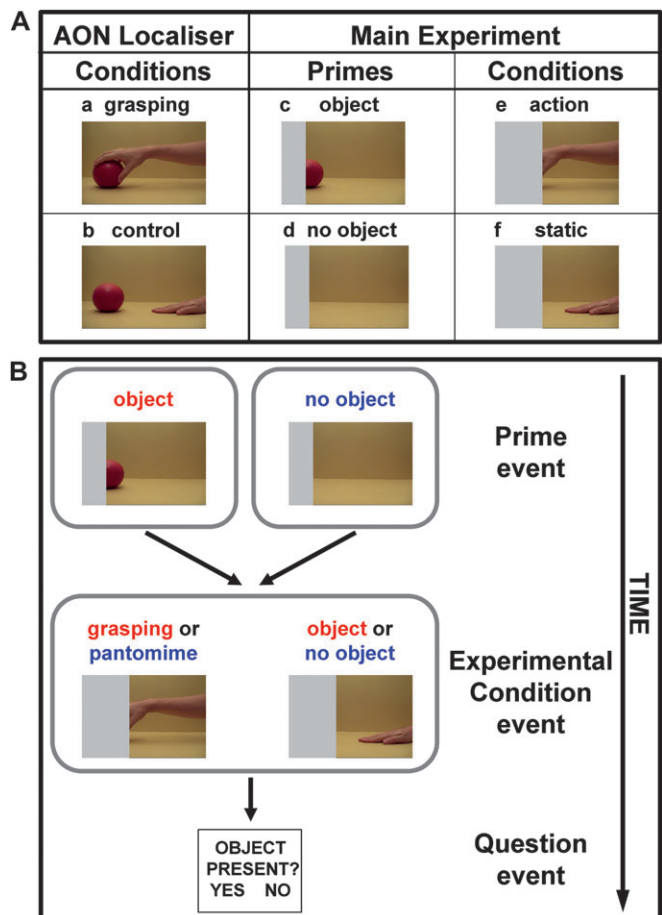 A
AON Localiser
Main Experiment
Conditions
Primes
Conditions
a grasping
c object
e action
b control
d no object
f static
B
object
no object
Prime
event
grasping or
pantomime
object or
no object
Experimental
Condition
event
TIME
OBJECT
PRESENT?
YES NO
Question
event